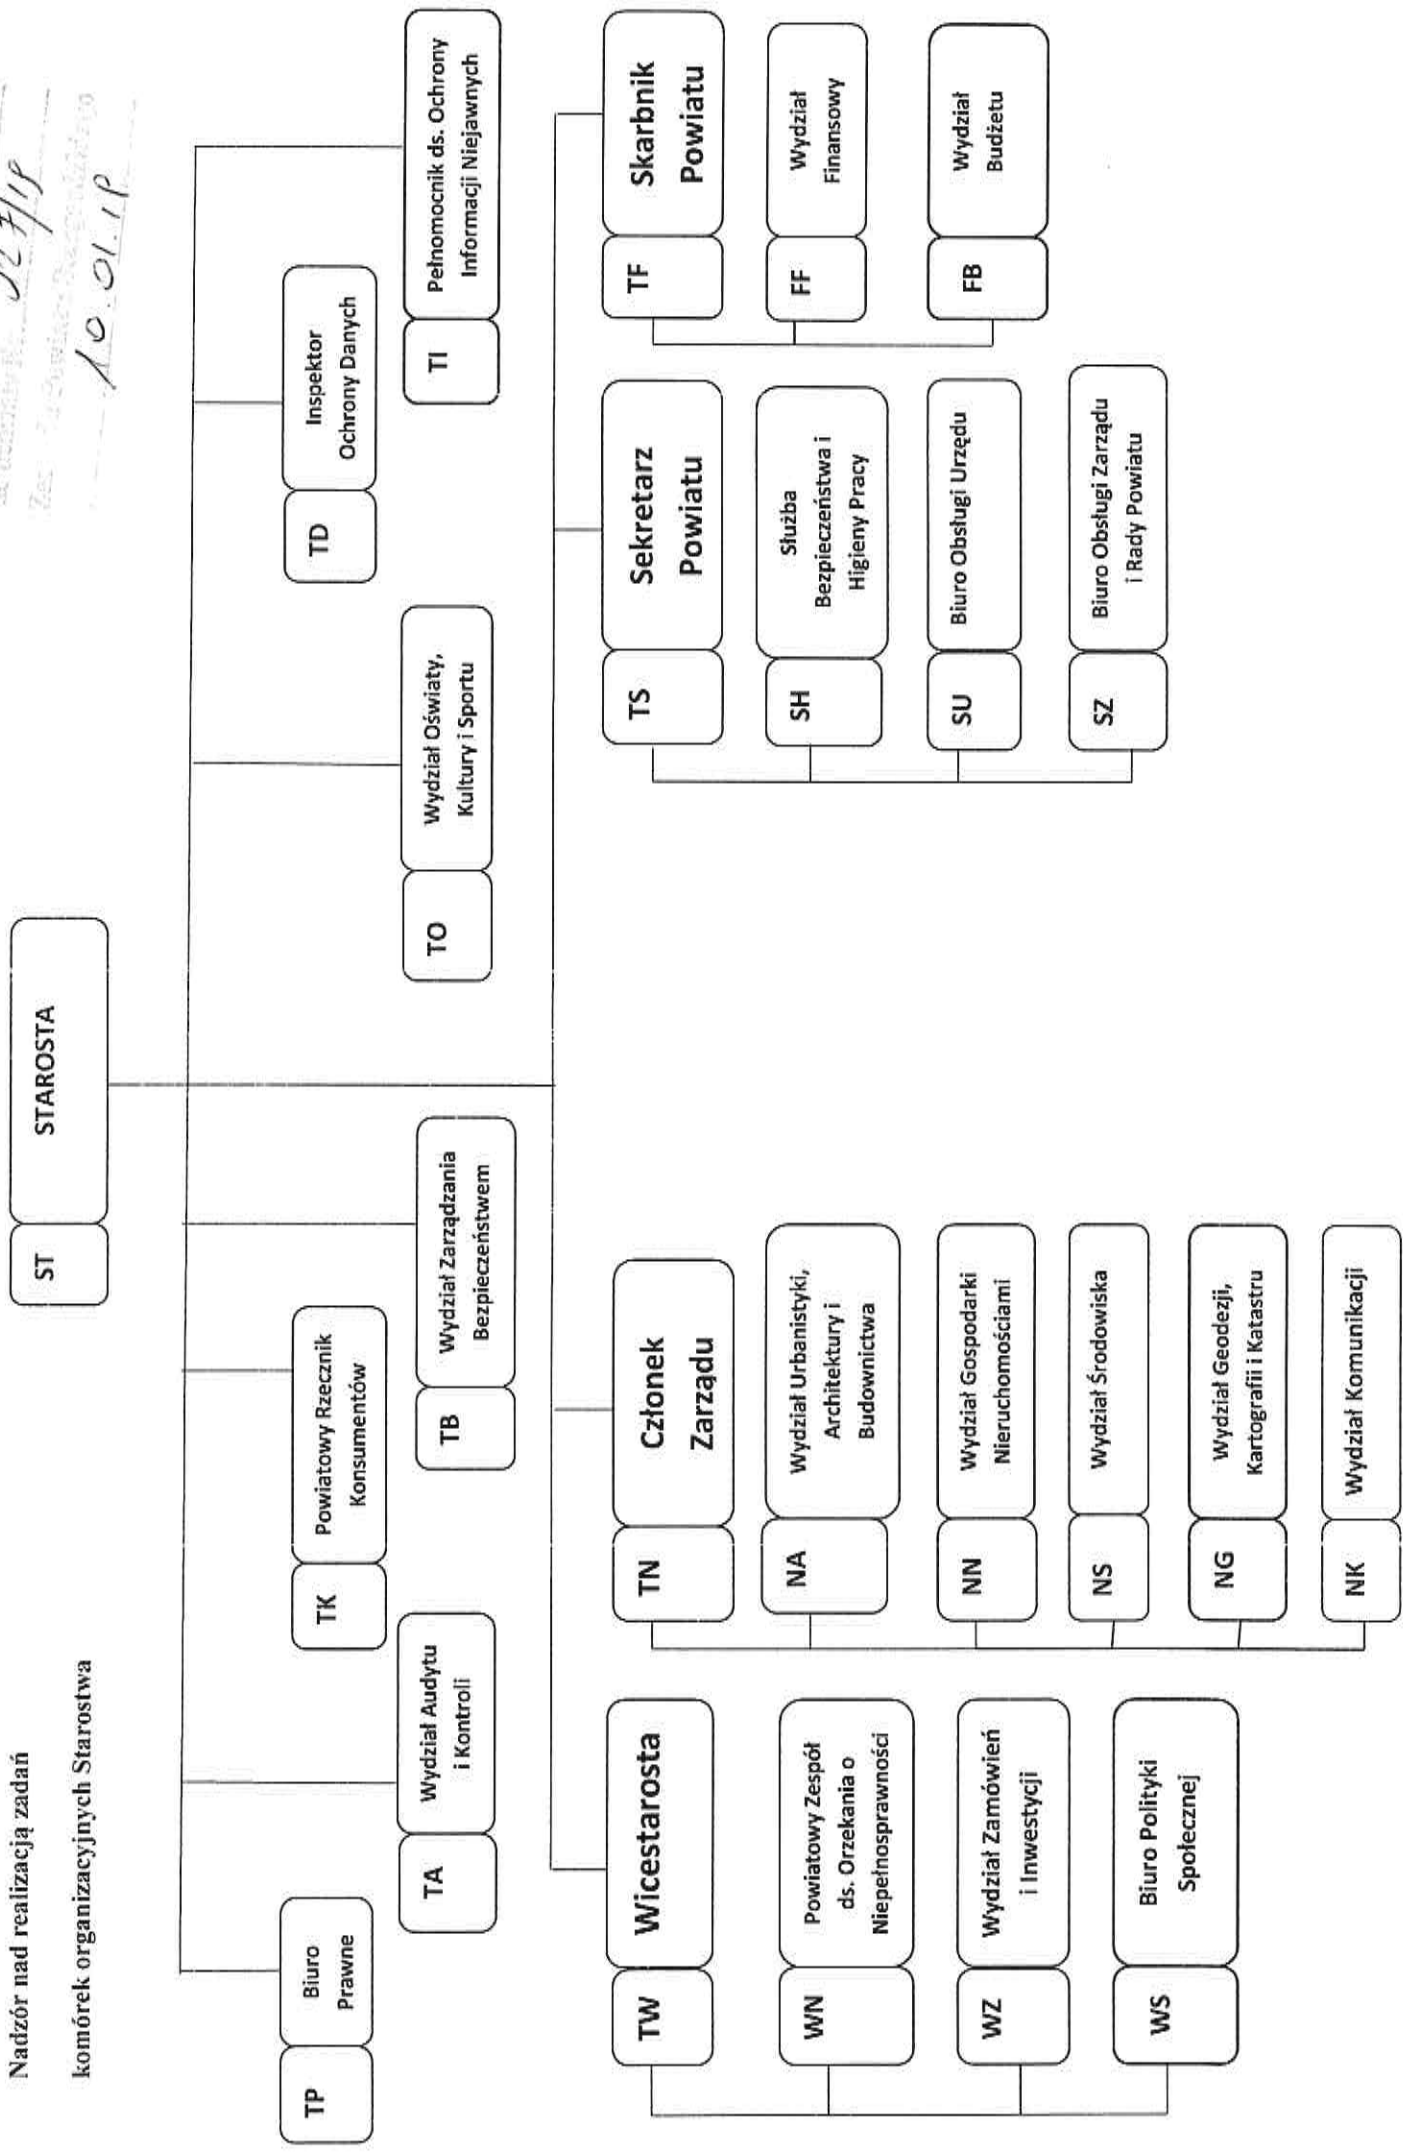 Nadzór nad realizacją zadań
komórek organizacyjnych Starostwa
10.01.18
ST
STAROSTA
TP
Biuro
Prawne
TA
Wydział Audytu
i Kontroli
TK
Powiatowy Rzecznik
Konsumentów
TB
Wydział Zarządzania
Bezpieczeństwem
TO
Wydział Oświaty,
Kultury i Sportu
TD
Inspektor
Ochrony Danych
TI
Pełnomocnik ds. Ochrony
Informacji Niejawnych
TW
Wicestarosta
WN
Powiatowy Zespół
ds. Orzekania o
Niepełnosprawności
WZ
Wydział Zamówień
i Inwestycji
WS
Biuro Polityki
Społecznej
TN
Członek
Zarządu
NA
Wydział Urbanistyki,
Architektury i
Budownictwa
NN
Wydział Gospodarki
Nieruchomościami
NS
Wydział Środowiska
NG
Wydział Geodezji,
Kartografii i Katastru
NK
Wydział Komunikacji
TS
Sekretarz
Powiatu
SH
Służba
Bezpieczeństwa i
Higieny Pracy
SU
Biuro Obsługi Urzędu
SZ
Biuro Obsługi Zarządu
i Rady Powiatu
TF
Skarbnik
Powiatu
FF
Wydział
Finansowy
FB
Wydział
Budżetu